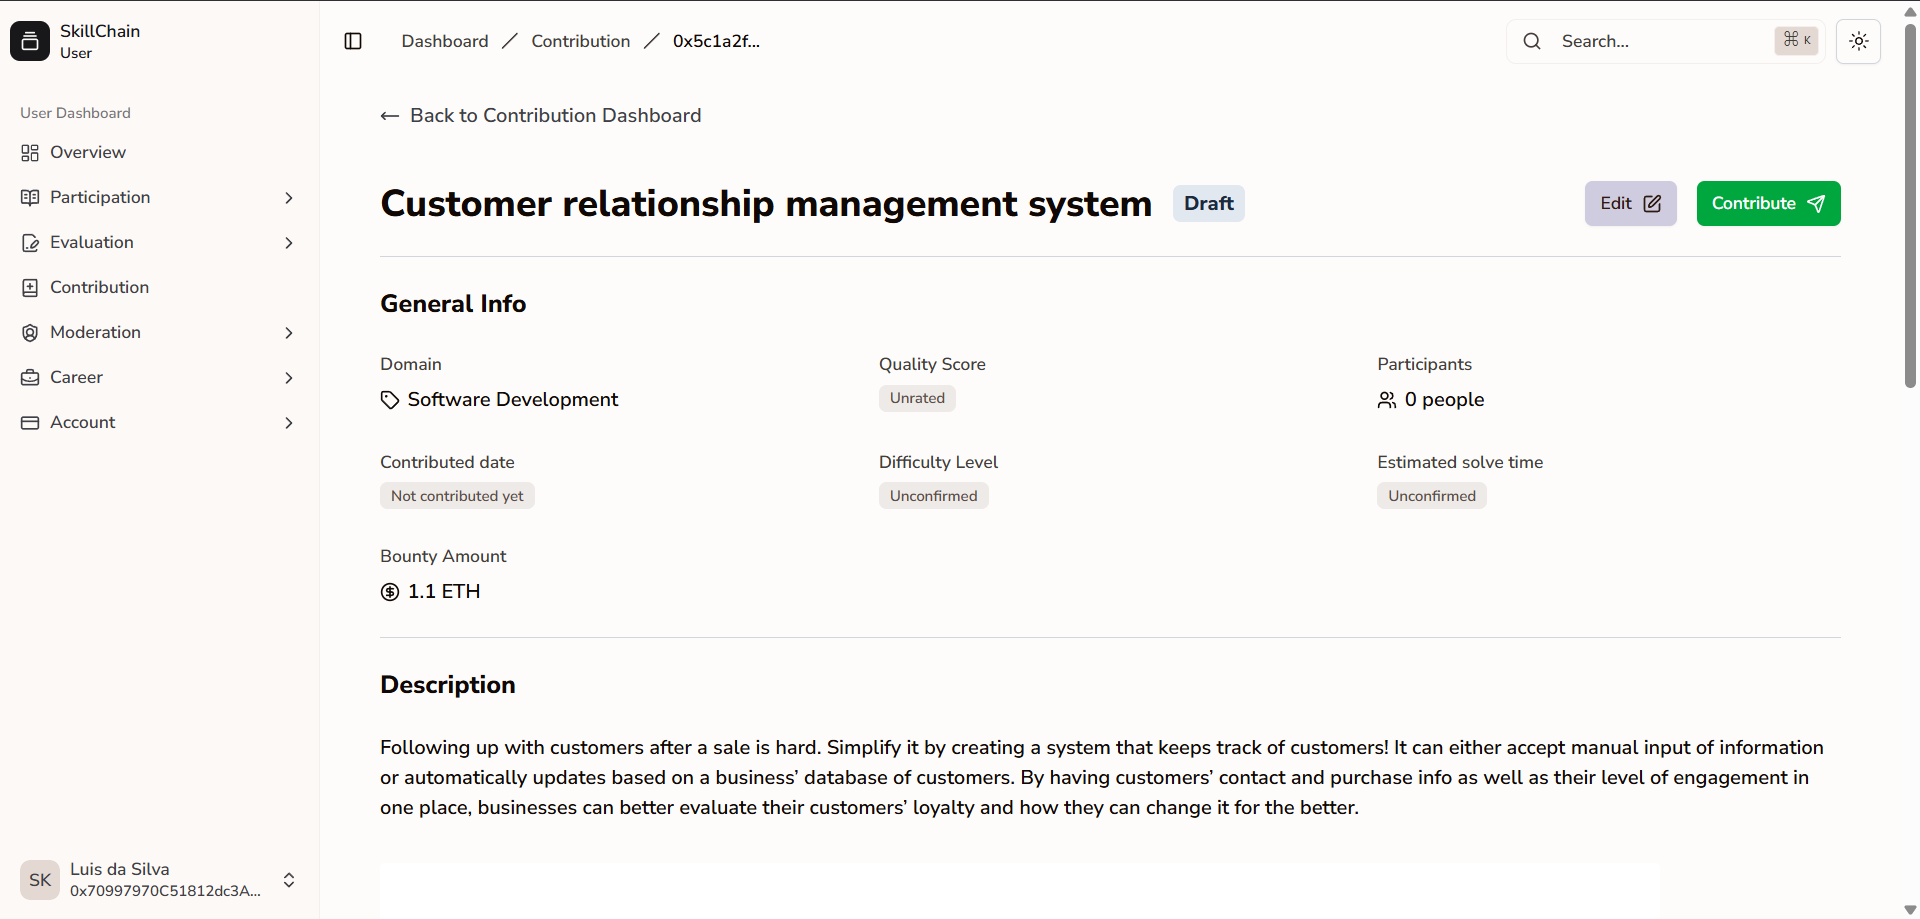 SkillChain
User
User Dashboard
Overview
Participation
Evaluation
Contribution
Moderation
Career
Account
SK
Luis da Silva
0x70997970C51812dc3A...
Dashboard / Contribution / 0x5c1a2f...
Search...
⌘ K
← Back to Contribution Dashboard
Customer relationship management system
Draft
Edit
Contribute
General Info
Domain
Software Development
Quality Score
Unrated
Participants
0 people
Contributed date
Not contributed yet
Difficulty Level
Unconfirmed
Estimated solve time
Unconfirmed
Bounty Amount
1.1 ETH
Description
Following up with customers after a sale is hard. Simplify it by creating a system that keeps track of customers! It can either accept manual input of information
or automatically updates based on a business’ database of customers. By having customers’ contact and purchase info as well as their level of engagement in
one place, businesses can better evaluate their customers’ loyalty and how they can change it for the better.